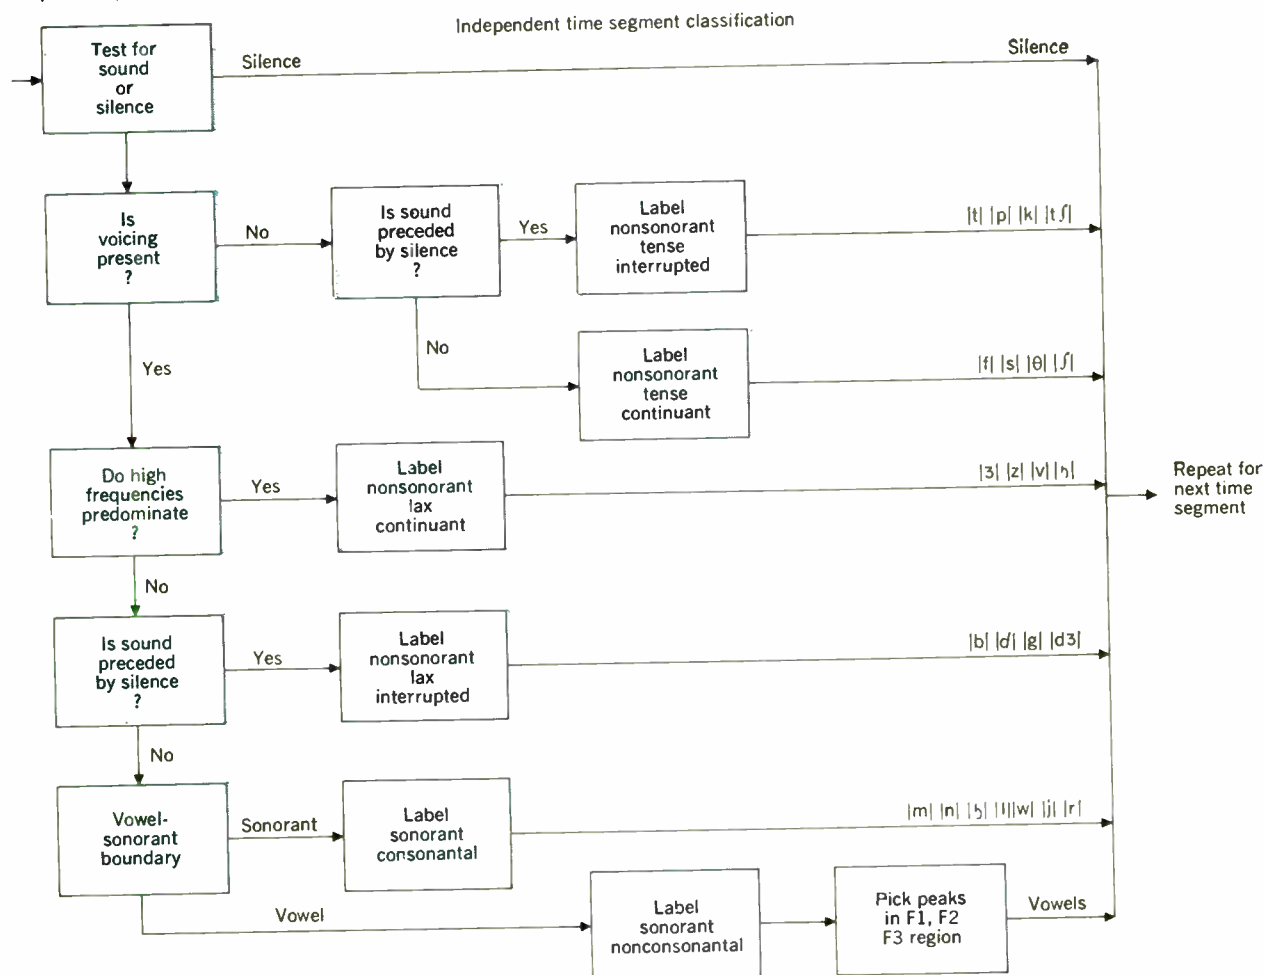 Independent time segment classification
Test for
sound
or
silence
Silence
Silence
Is
voicing
present
?
No
Is sound
preceded
by silence
?
Yes
Label
nonsonorant
tense
interrupted
|t| |p| |k| |tʃ|
Yes
No
Label
nonsonorant
tense
continuant
|f| |s| |θ| |ʃ|
Do high
frequencies
predominate
?
Yes
Label
nonsonorant
lax
continuant
|ʒ| |z| |v|
Repeat for
next time
segment
No
Is sound
preceded
by silence
?
Yes
Label
nonsonorant
lax
interrupted
|b| |d| |g| |dʒ|
No
Vowel-
sonorant
boundary
Sonorant
Label
sonorant
consonantal
|m| |n| |l| |w| |j| |r|
Vowel
Label
sonorant
nonconsonantal
Pick peaks
in F1, F2
F3 region
Vowels